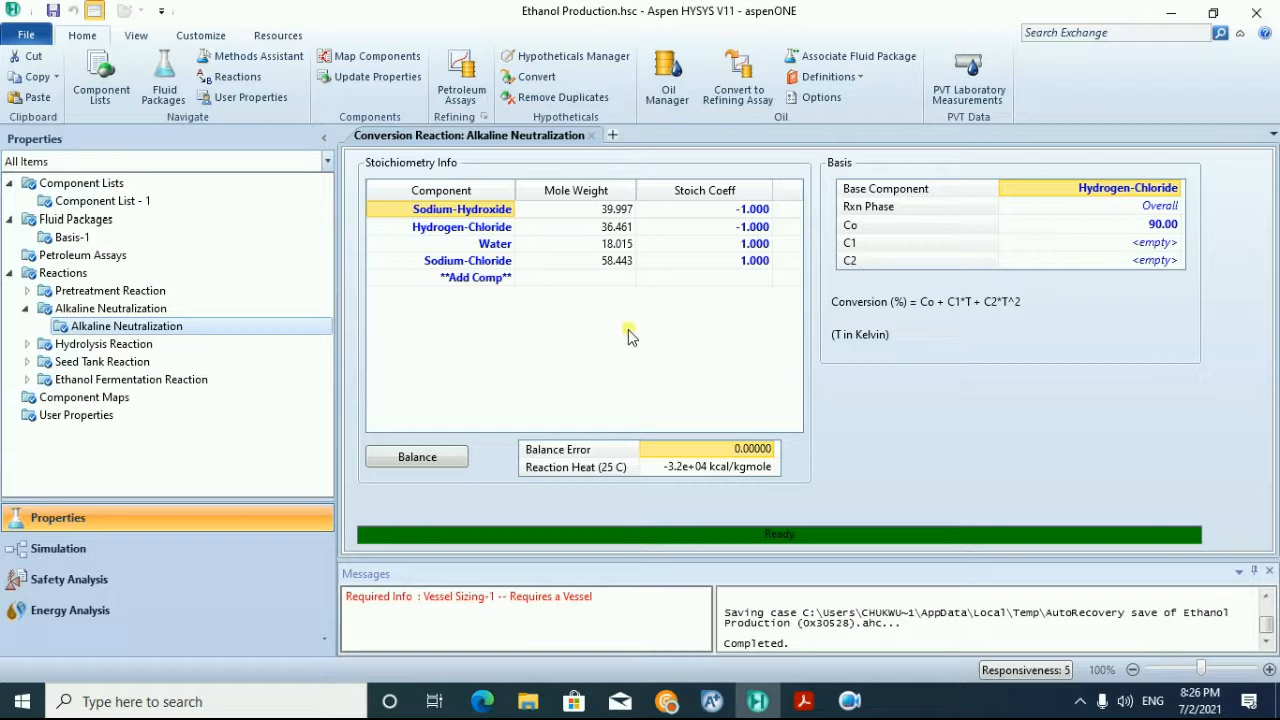 Ethanol Production.hsc - Aspen HYSYS V11 - aspenONE
File
Home
View
Customize
Resources
Search Exchange
Cut
Copy
Paste
Clipboard
Component
Lists
Fluid
Packages
Methods Assistant
Reactions
User Properties
Navigate
Map Components
Update Properties
Components
Petroleum
Assays
Refining
Hypotheticals Manager
Convert
Remove Duplicates
Hypotheticals
Oil
Manager
Convert to
Refining Assay
Associate Fluid Package
Definitions
Options
Oil
PVT Laboratory
Measurements
PVT Data
Properties
All Items
Component Lists
Component List - 1
Fluid Packages
Basis-1
Petroleum Assays
Reactions
Pretreatment Reaction
Alkaline Neutralization
Alkaline Neutralization
Hydrolysis Reaction
Seed Tank Reaction
Ethanol Fermentation Reaction
Component Maps
User Properties
Properties
Simulation
Safety Analysis
Energy Analysis
Conversion Reaction: Alkaline Neutralization
Stoichiometry Info
Component Mole Weight Stoich Coeff
Sodium-Hydroxide 39.997 -1.000
Hydrogen-Chloride 36.461 -1.000
Water 18.015 1.000
Sodium-Chloride 58.443 1.000
**Add Comp**
Balance
Balance Error 0.00000
Reaction Heat (25 C) -3.2e+04 kcal/kgmole
Basis
Base Component Hydrogen-Chloride
Rxn Phase Overall
Co 90.00
C1 <empty>
C2 <empty>
Conversion (%) = Co + C1*T + C2*T^2
(T in Kelvin)
Ready
Messages
Required Info : Vessel Sizing-1 -- Requires a Vessel
Saving case C:\Users\CHUKWU~1\AppData\Local\Temp\AutoRecovery save of Ethanol
Production (0x30528).ahc...
Completed.
Responsiveness: 5
100%
Type here to search
ENG
8:26 PM
7/2/2021